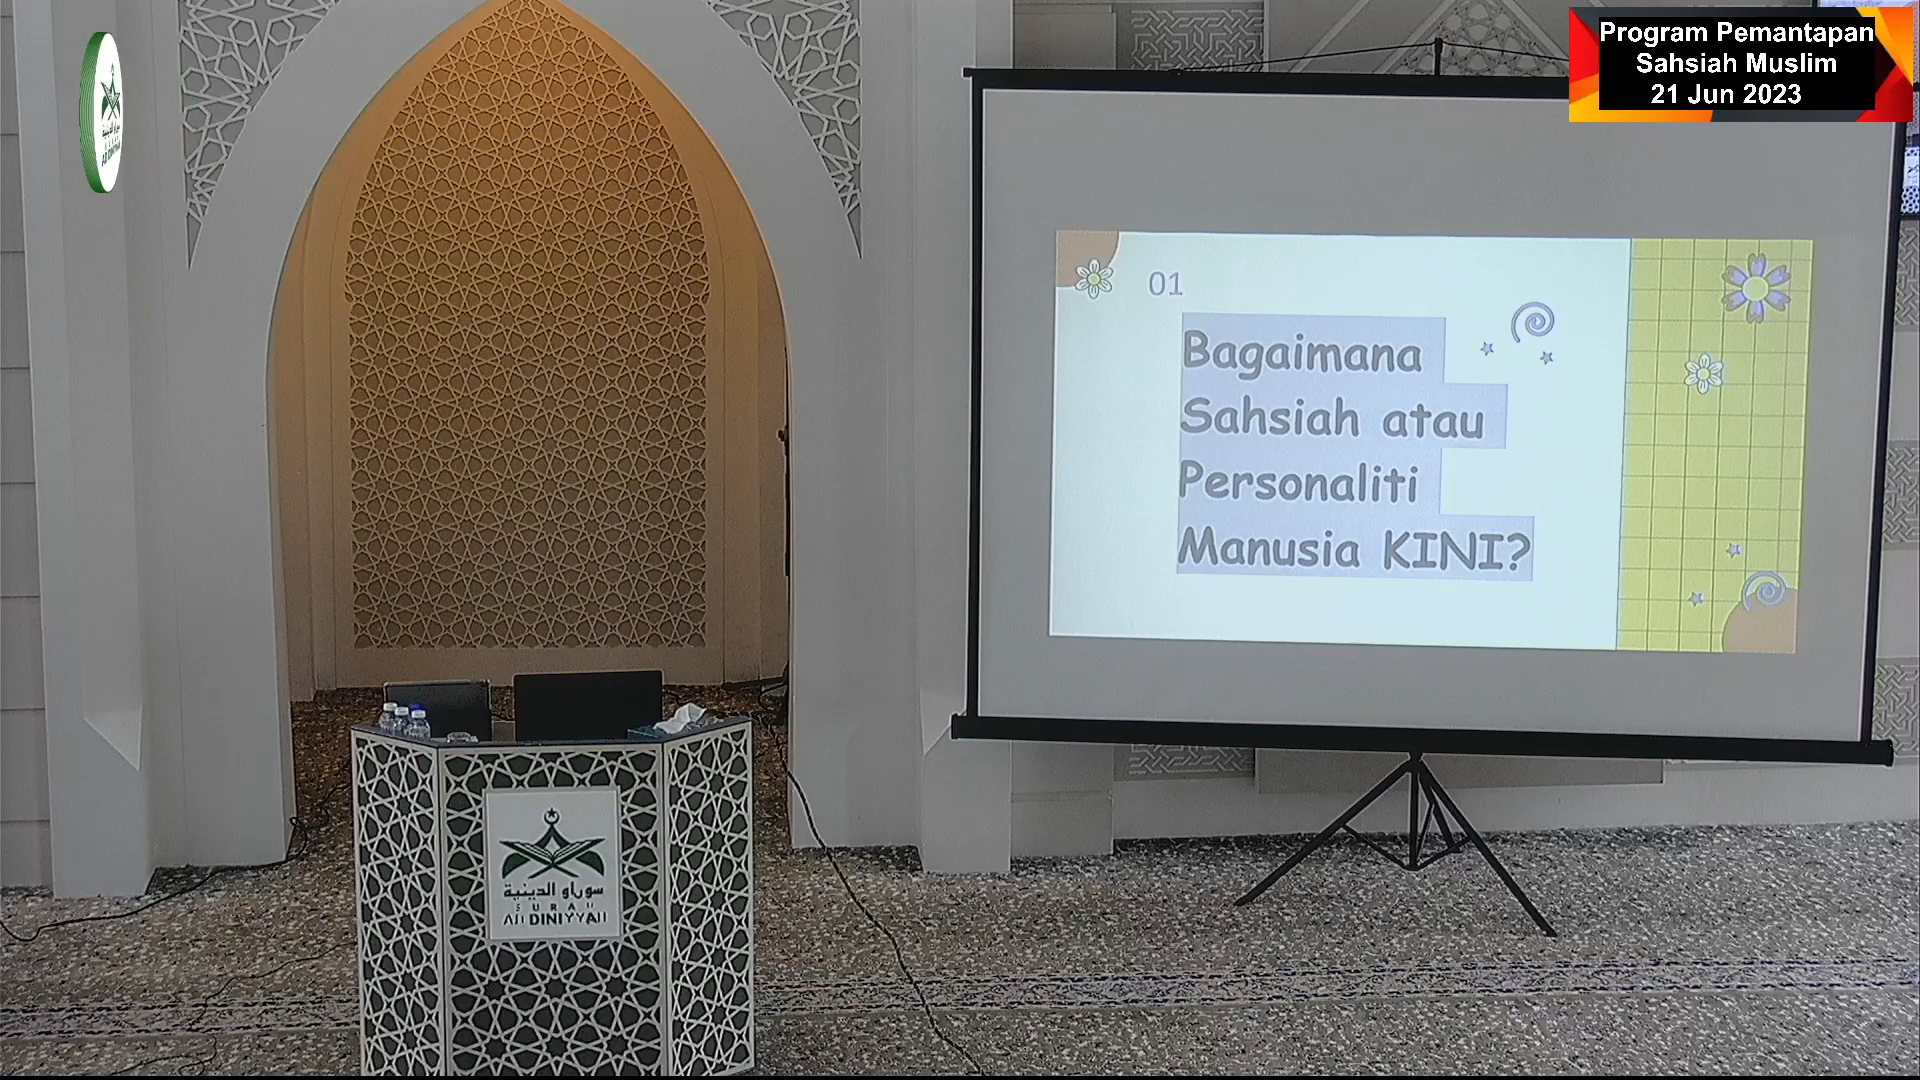 Program Pemantapan
Sahsiah Muslim
21 Jun 2023
01
Bagaimana
Sahsiah atau
Personaliti
Manusia KINI?
سوراو الدينية
SURAU
AD DINIYYAH